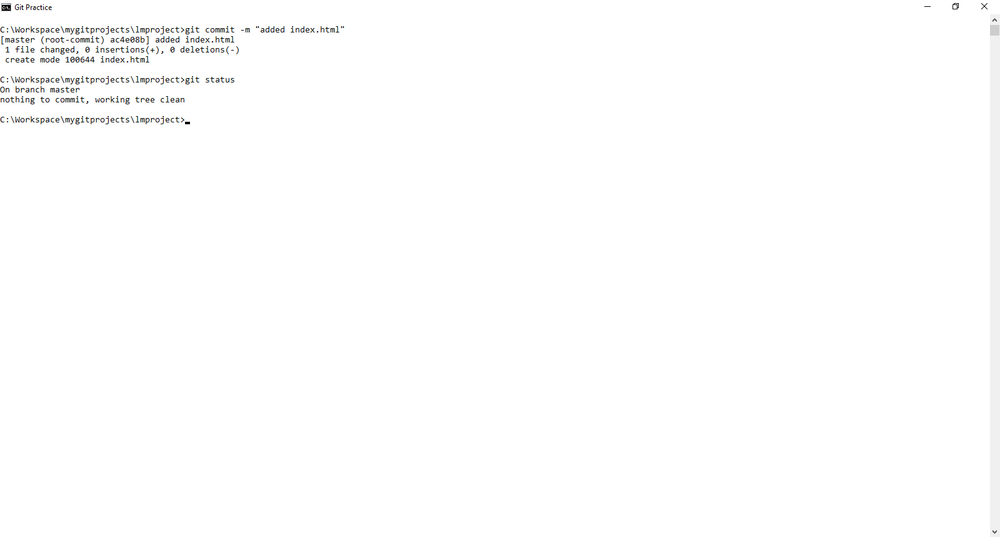 Git Practice
C:\Workspace\mygitprojects\lmproject>git commit -m "added index.html"
[master (root-commit) ac4e08b] added index.html
 1 file changed, 0 insertions(+), 0 deletions(-)
 create mode 100644 index.html
C:\Workspace\mygitprojects\lmproject>git status
On branch master
nothing to commit, working tree clean
C:\Workspace\mygitprojects\lmproject>